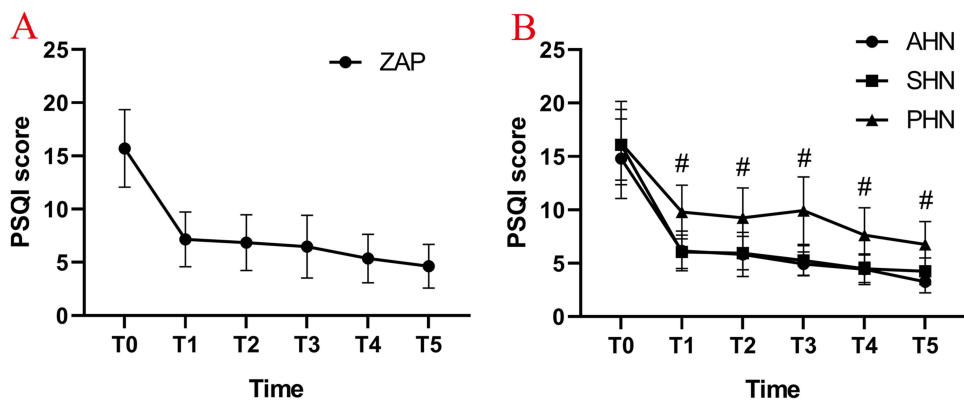 A
ZAP
PSQI score
25
20
15
10
5
0
T0 T1 T2 T3 T4 T5
Time
B
AHN
SHN
PHN
PSQI score
25
20
15
10
5
0
# # # # #
T0 T1 T2 T3 T4 T5
Time